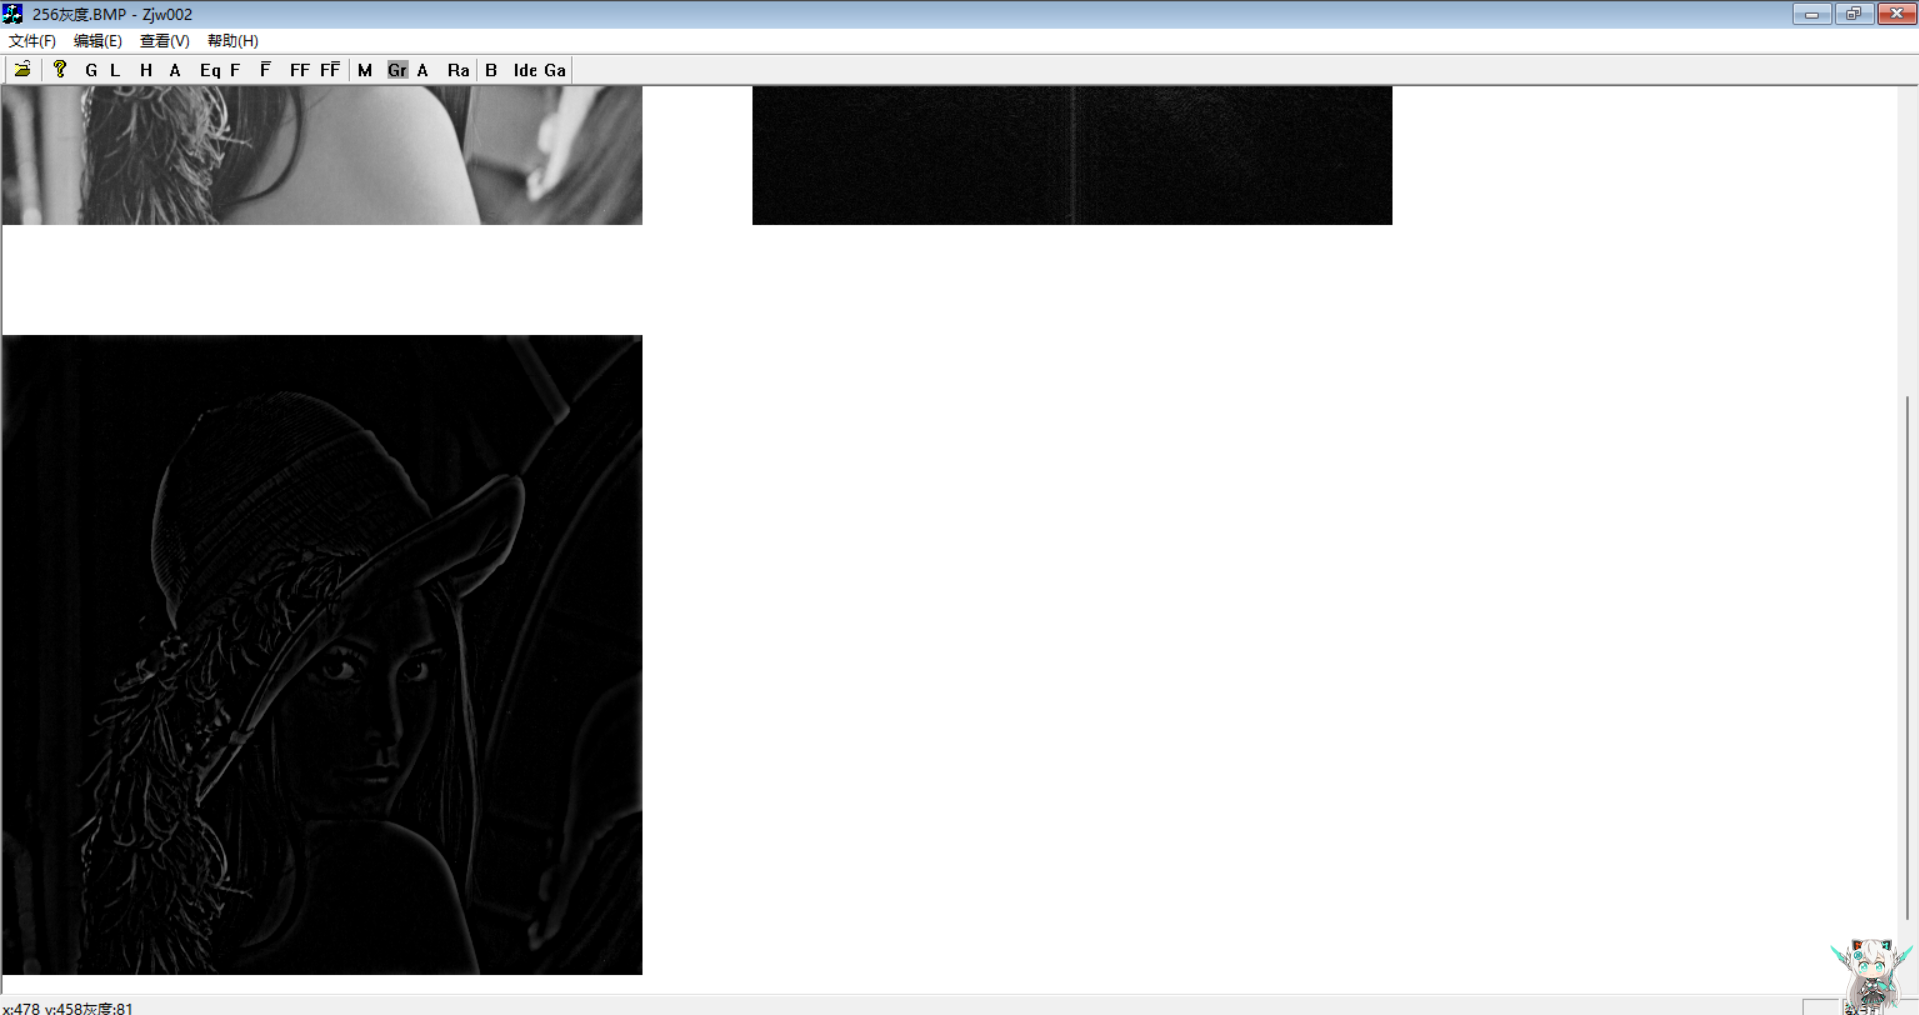 256灰度.BMP - Zjw002
文件(F) 编辑(E) 查看(V) 帮助(H)
G L H A Eq F F̅ FF FF̅ M Gr A Ra B Ide Ga
x:478 y:458灰度:81